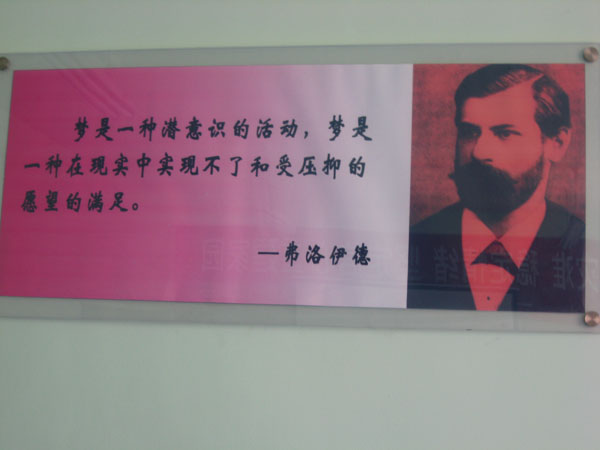 梦是一种潜意识的活动，梦是
一种在现实中实现不了和受压抑的
愿望的满足。
—弗洛伊德